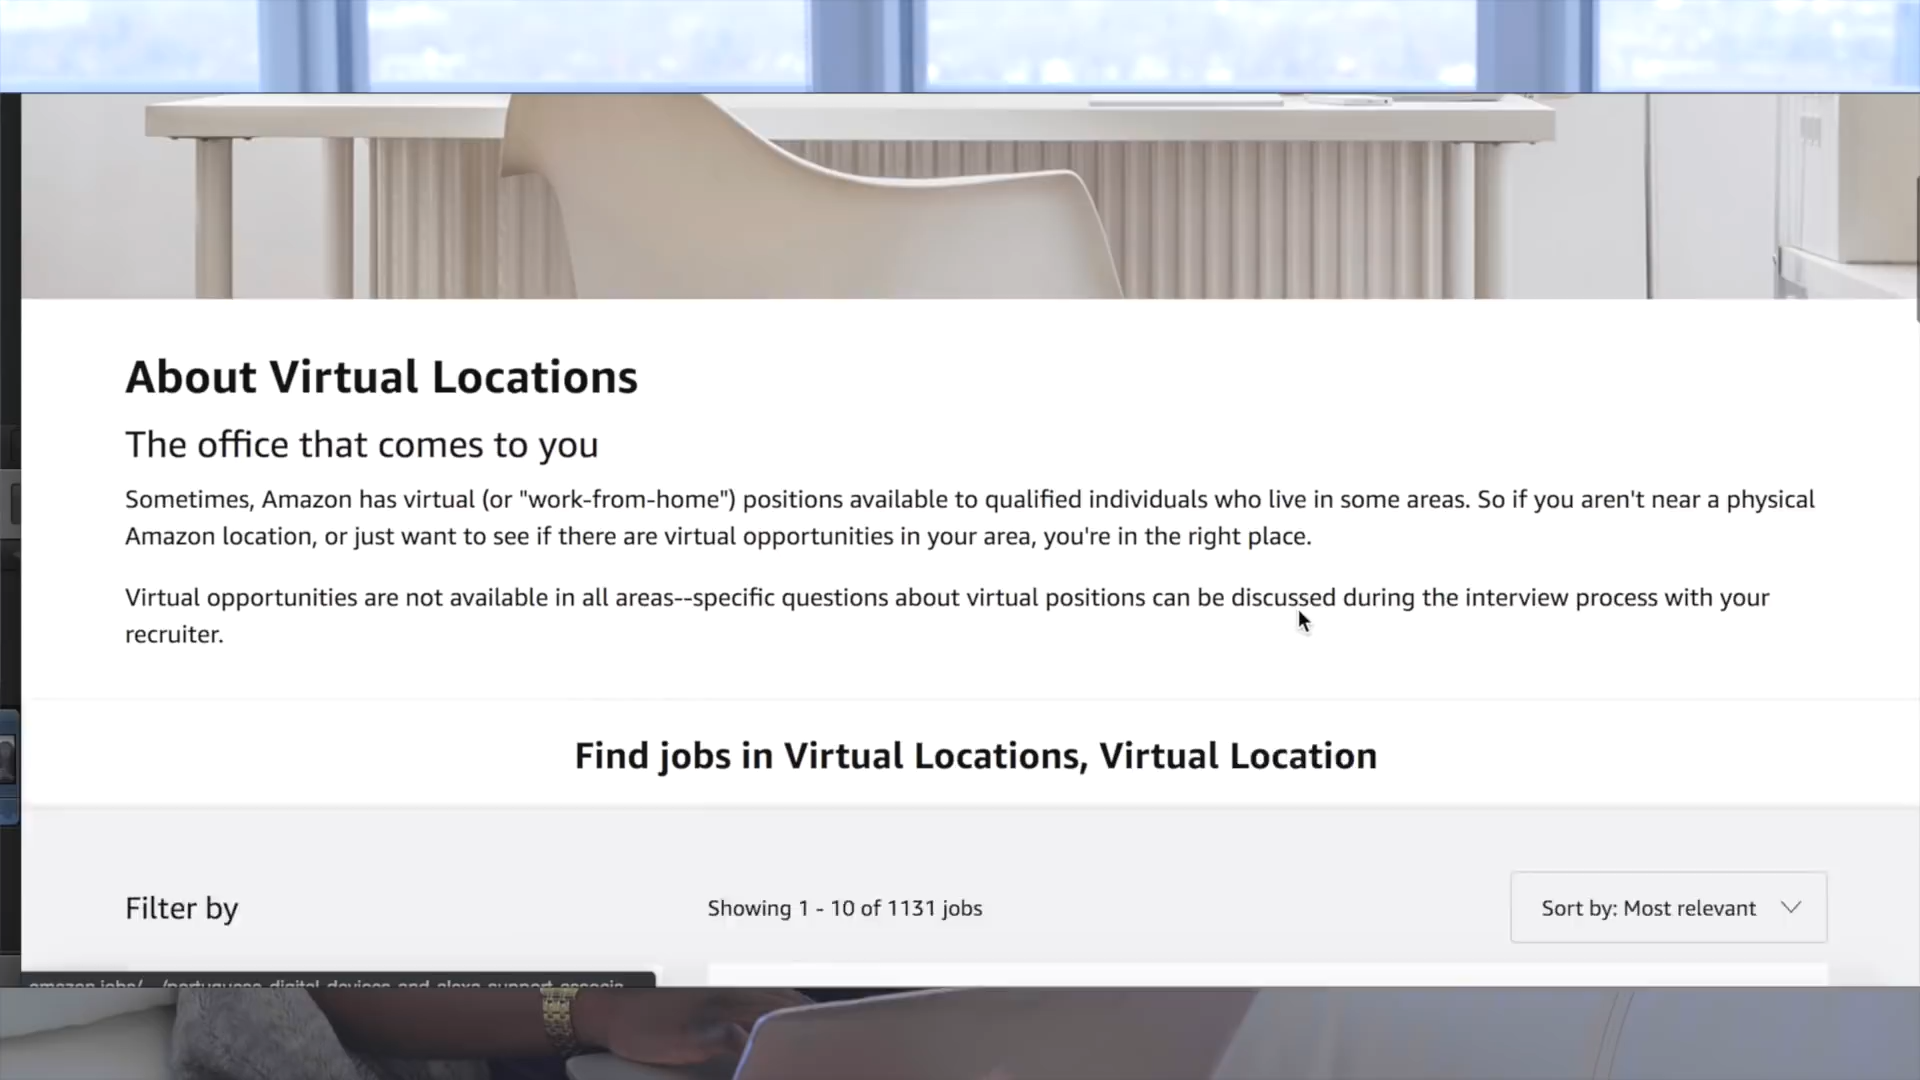 About Virtual Locations
The office that comes to you
Sometimes, Amazon has virtual (or "work-from-home") positions available to qualified individuals who live in some areas. So if you aren't near a physical
Amazon location, or just want to see if there are virtual opportunities in your area, you're in the right place.
Virtual opportunities are not available in all areas--specific questions about virtual positions can be discussed during the interview process with your
recruiter.
Find jobs in Virtual Locations, Virtual Location
Filter by
Showing 1 - 10 of 1131 jobs
Sort by: Most relevant